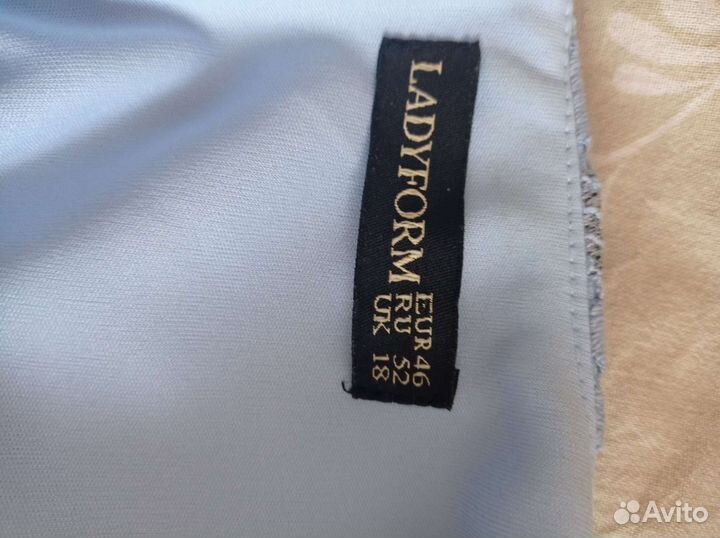 LADYFORM
EUR 46
RU 52
UK 18
Avito